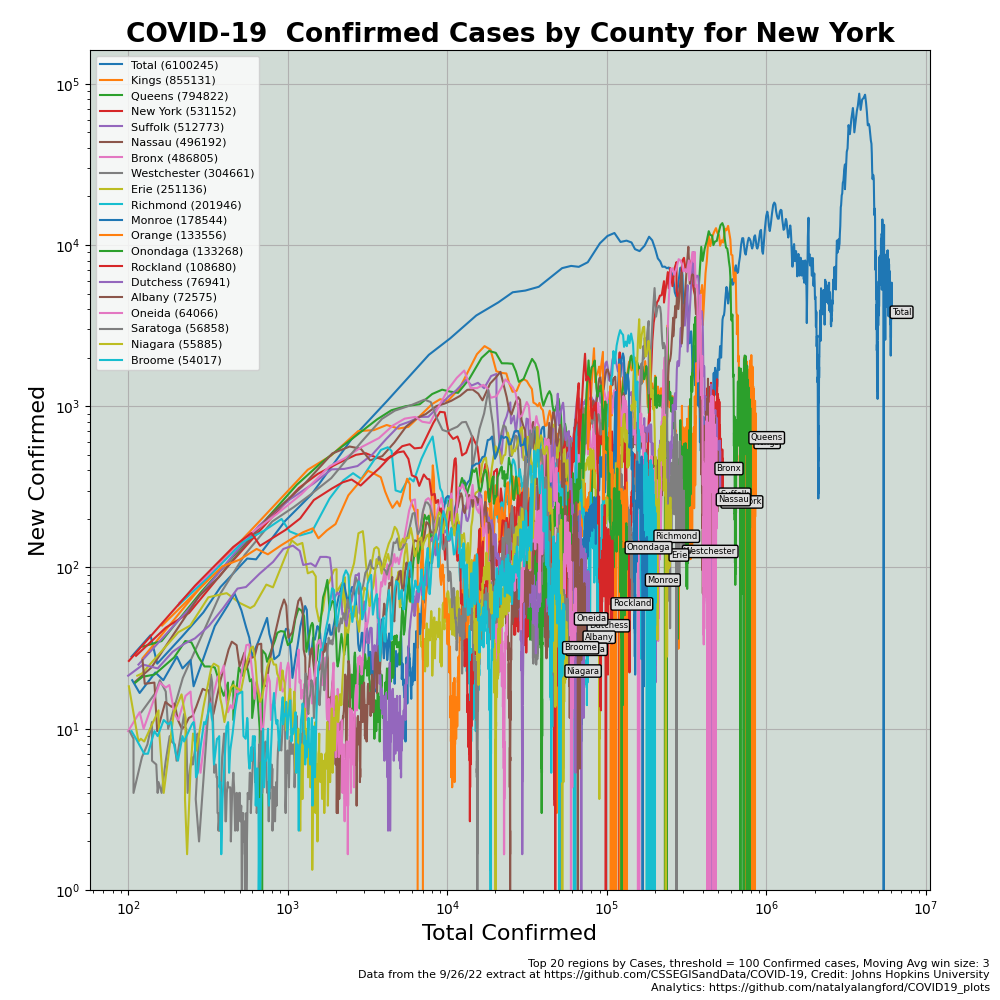 COVID-19  Confirmed Cases by County for New York
Total (6100245)
Kings (855131)
Queens (794822)
New York (531152)
Suffolk (512773)
Nassau (496192)
Bronx (486805)
Westchester (304661)
Erie (251136)
Richmond (201946)
Monroe (178544)
Orange (133556)
Onondaga (133268)
Rockland (108680)
Dutchess (76941)
Albany (72575)
Oneida (64066)
Saratoga (56858)
Niagara (55885)
Broome (54017)
New Confirmed
10^5
10^4
10^3
10^2
10^1
10^0
Total
Queens
Bronx
Nassau
Richmond
Onondaga
Erie
Westchester
Monroe
Rockland
Oneida
Dutchess
Albany
Broome
Niagara
10^2
10^3
10^4
10^5
10^6
10^7
Total Confirmed
Top 20 regions by Cases, threshold = 100 Confirmed cases, Moving Avg win size: 3
Data from the 9/26/22 extract at https://github.com/CSSEGISandData/COVID-19, Credit: Johns Hopkins University
Analytics: https://github.com/natalyalangford/COVID19_plots